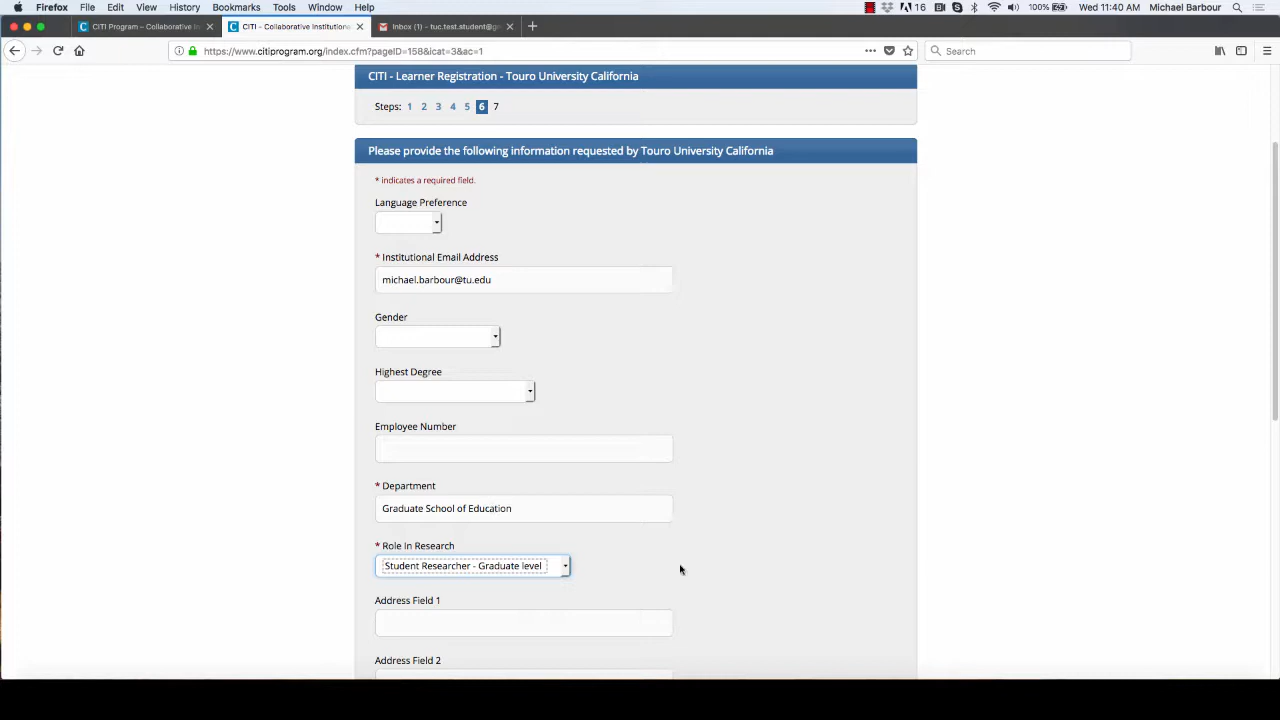 Firefox File Edit View History Bookmarks Tools Window Help 16 100% Wed 11:40 AM Michael Barbour
CITI Program – Collaborative In CITI - Collaborative Institutiona Inbox (1) - tuc.test.student@g
https://www.citiprogram.org/index.cfm?pageID=158&icat=3&ac=1 Search
CITI - Learner Registration - Touro University California
Steps: 1 2 3 4 5 6 7
Please provide the following information requested by Touro University California
* indicates a required field.
Language Preference
* Institutional Email Address
michael.barbour@tu.edu
Gender
Highest Degree
Employee Number
* Department
Graduate School of Education
* Role In Research
Student Researcher - Graduate level
Address Field 1
Address Field 2